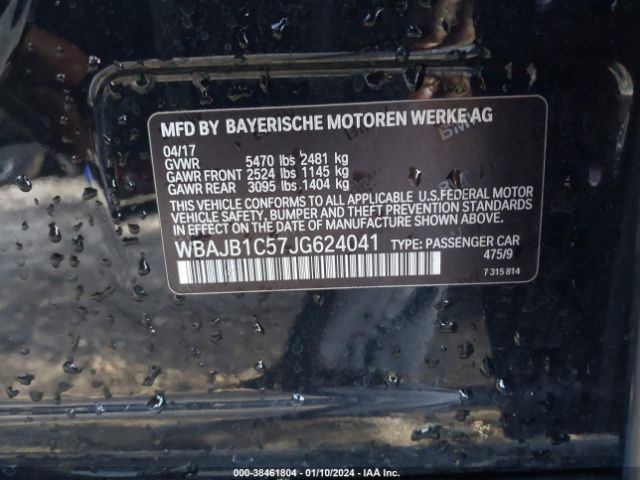 MFD BY BAYERISCHE MOTOREN WERKE AG
04/17
GVWR 5470 lbs 2481 kg
GAWR FRONT 2524 lbs 1145 kg
GAWR REAR 3095 lbs 1404 kg
THIS VEHICLE CONFORMS TO ALL APPLICABLE U.S.FEDERAL MOTOR
VEHICLE SAFETY, BUMPER AND THEFT PREVENTION STANDARDS
IN EFFECT ON THE DATE OF MANUFACTURE SHOWN ABOVE.
WBAJB1C57JG624041 TYPE: PASSENGER CAR
475/9
7 315 814
000-38461804 - 01/10/2024 - IAA Inc.